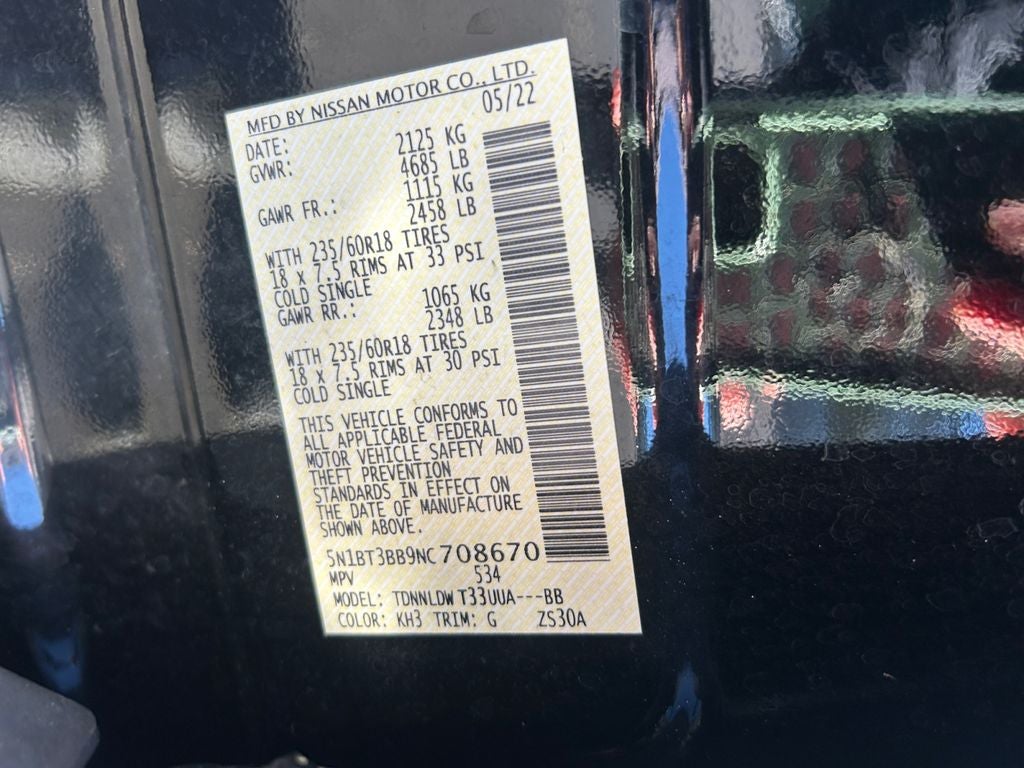 MFD BY NISSAN MOTOR CO., LTD.
DATE: 05/22
GVWR: 2125 KG
4685 LB
GAWR FR.: 1115 KG
2458 LB
WITH 235/60R18 TIRES
18 x 7.5 RIMS AT 33 PSI
COLD SINGLE
GAWR RR.: 1065 KG
2348 LB
WITH 235/60R18 TIRES
18 x 7.5 RIMS AT 30 PSI
COLD SINGLE
THIS VEHICLE CONFORMS TO
ALL APPLICABLE FEDERAL
MOTOR VEHICLE SAFETY AND
THEFT PREVENTION
STANDARDS IN EFFECT ON
THE DATE OF MANUFACTURE
SHOWN ABOVE.
5N1BT3BB9NC708670
MPV 534
MODEL: TDNNLDWT33UUA---BB
COLOR: KH3 TRIM: G ZS30A